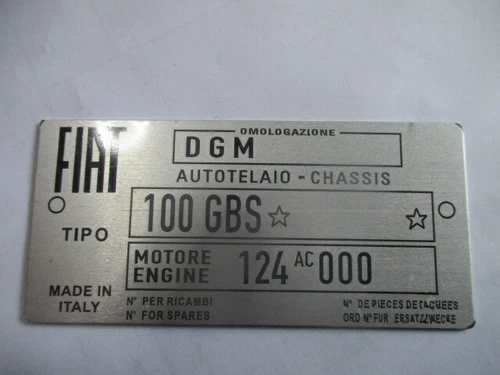 FIAT
OMOLOGAZIONE
DGM
AUTOTELAIO - CHASSIS
TIPO
100 GBS ☆ ☆
MOTORE
ENGINE
124 AC 000
MADE IN
ITALY
N° PER RICAMBI
N° FOR SPARES
N° DE PIECES DETACHEES
ORD N° FUR ERSATZZWECKE